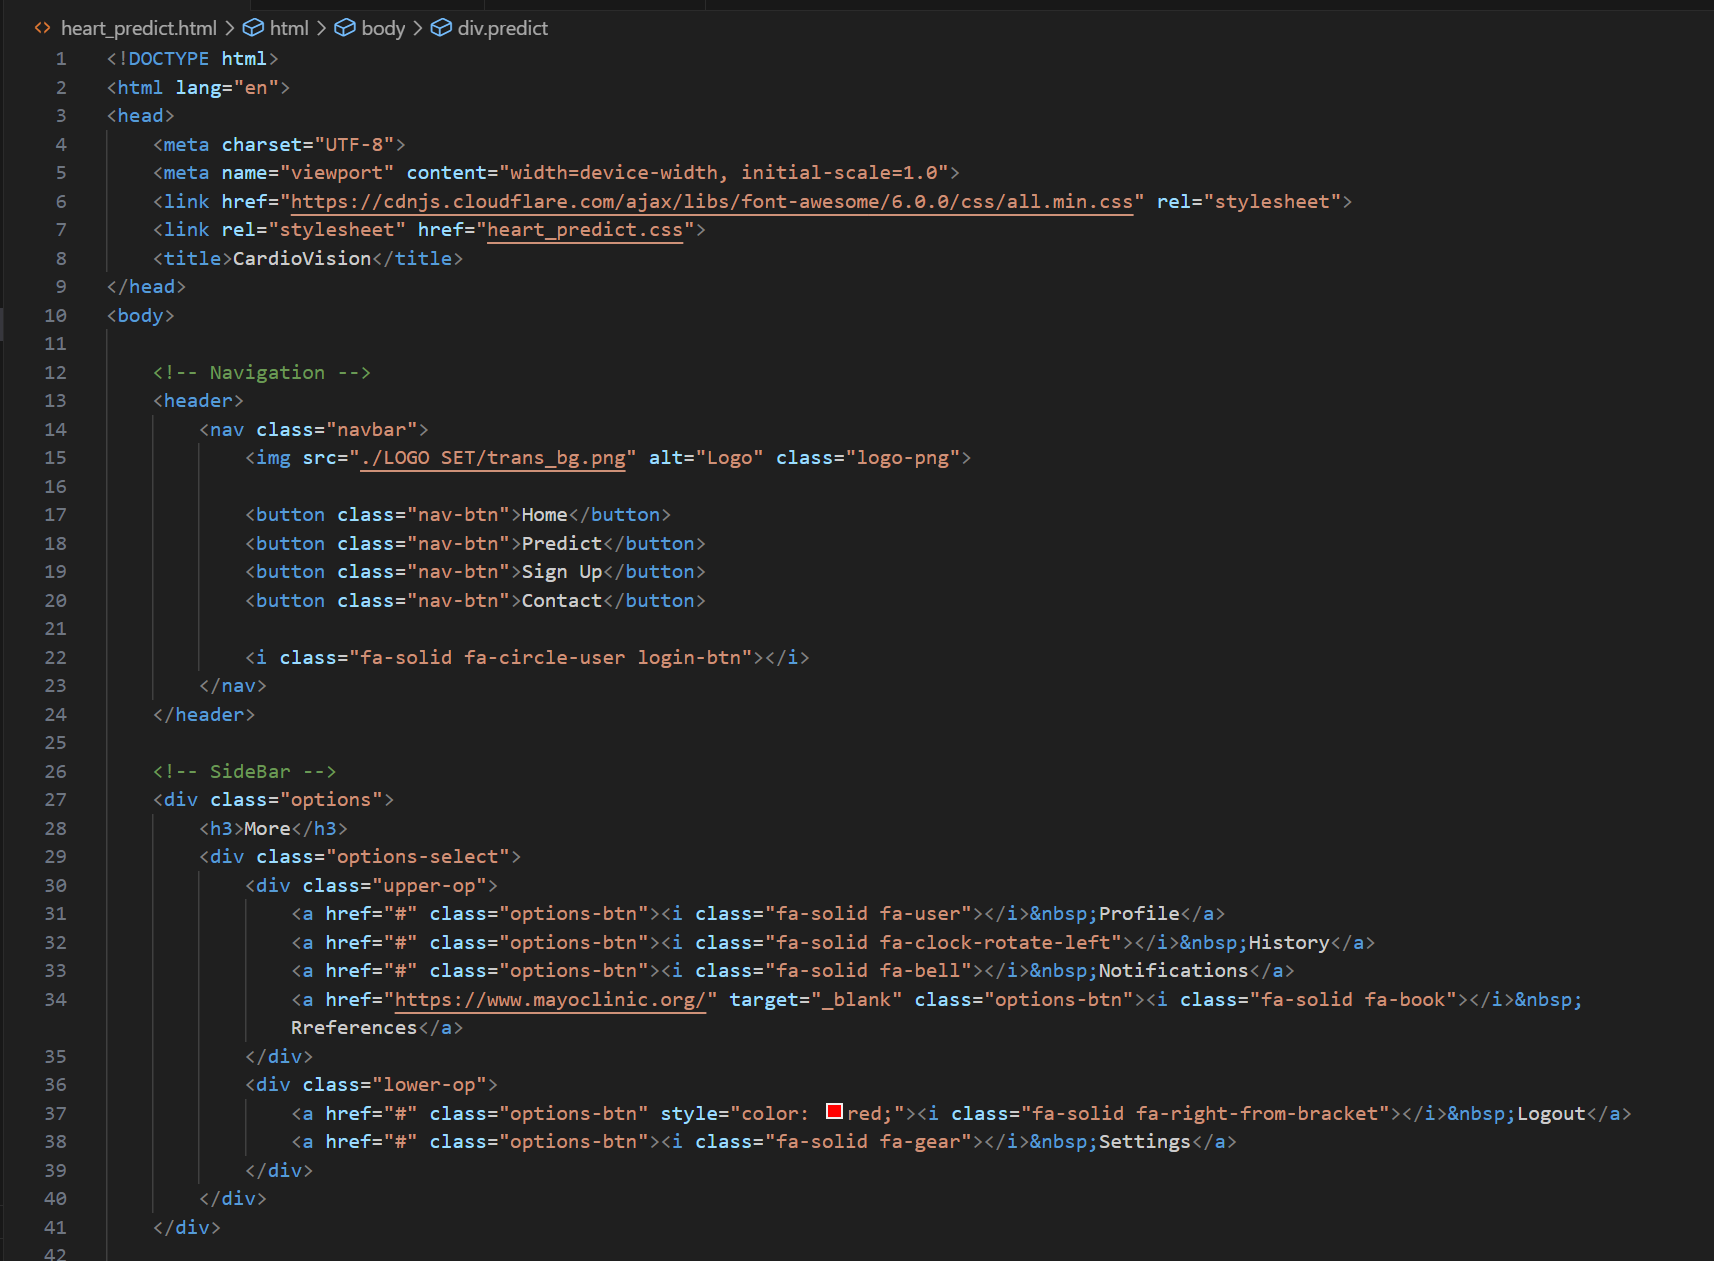 heart_predict.html > html > body > div.predict
1 <!DOCTYPE html>
2 <html lang="en">
3 <head>
4     <meta charset="UTF-8">
5     <meta name="viewport" content="width=device-width, initial-scale=1.0">
6     <link href="https://cdnjs.cloudflare.com/ajax/libs/font-awesome/6.0.0/css/all.min.css" rel="stylesheet">
7     <link rel="stylesheet" href="heart_predict.css">
8     <title>CardioVision</title>
9 </head>
10 <body>
11
12     <!-- Navigation -->
13     <header>
14         <nav class="navbar">
15             <img src="./LOGO SET/trans_bg.png" alt="Logo" class="logo-png">
16
17             <button class="nav-btn">Home</button>
18             <button class="nav-btn">Predict</button>
19             <button class="nav-btn">Sign Up</button>
20             <button class="nav-btn">Contact</button>
21
22             <i class="fa-solid fa-circle-user login-btn"></i>
23         </nav>
24     </header>
25
26     <!-- SideBar -->
27     <div class="options">
28         <h3>More</h3>
29         <div class="options-select">
30             <div class="upper-op">
31                 <a href="#" class="options-btn"><i class="fa-solid fa-user"></i>&nbsp;Profile</a>
32                 <a href="#" class="options-btn"><i class="fa-solid fa-clock-rotate-left"></i>&nbsp;History</a>
33                 <a href="#" class="options-btn"><i class="fa-solid fa-bell"></i>&nbsp;Notifications</a>
34                 <a href="https://www.mayoclinic.org/" target="_blank" class="options-btn"><i class="fa-solid fa-book"></i>&nbsp;
                Rreferences</a>
35             </div>
36             <div class="lower-op">
37                 <a href="#" class="options-btn" style="color: red;"><i class="fa-solid fa-right-from-bracket"></i>&nbsp;Logout</a>
38                 <a href="#" class="options-btn"><i class="fa-solid fa-gear"></i>&nbsp;Settings</a>
39             </div>
40         </div>
41     </div>
42